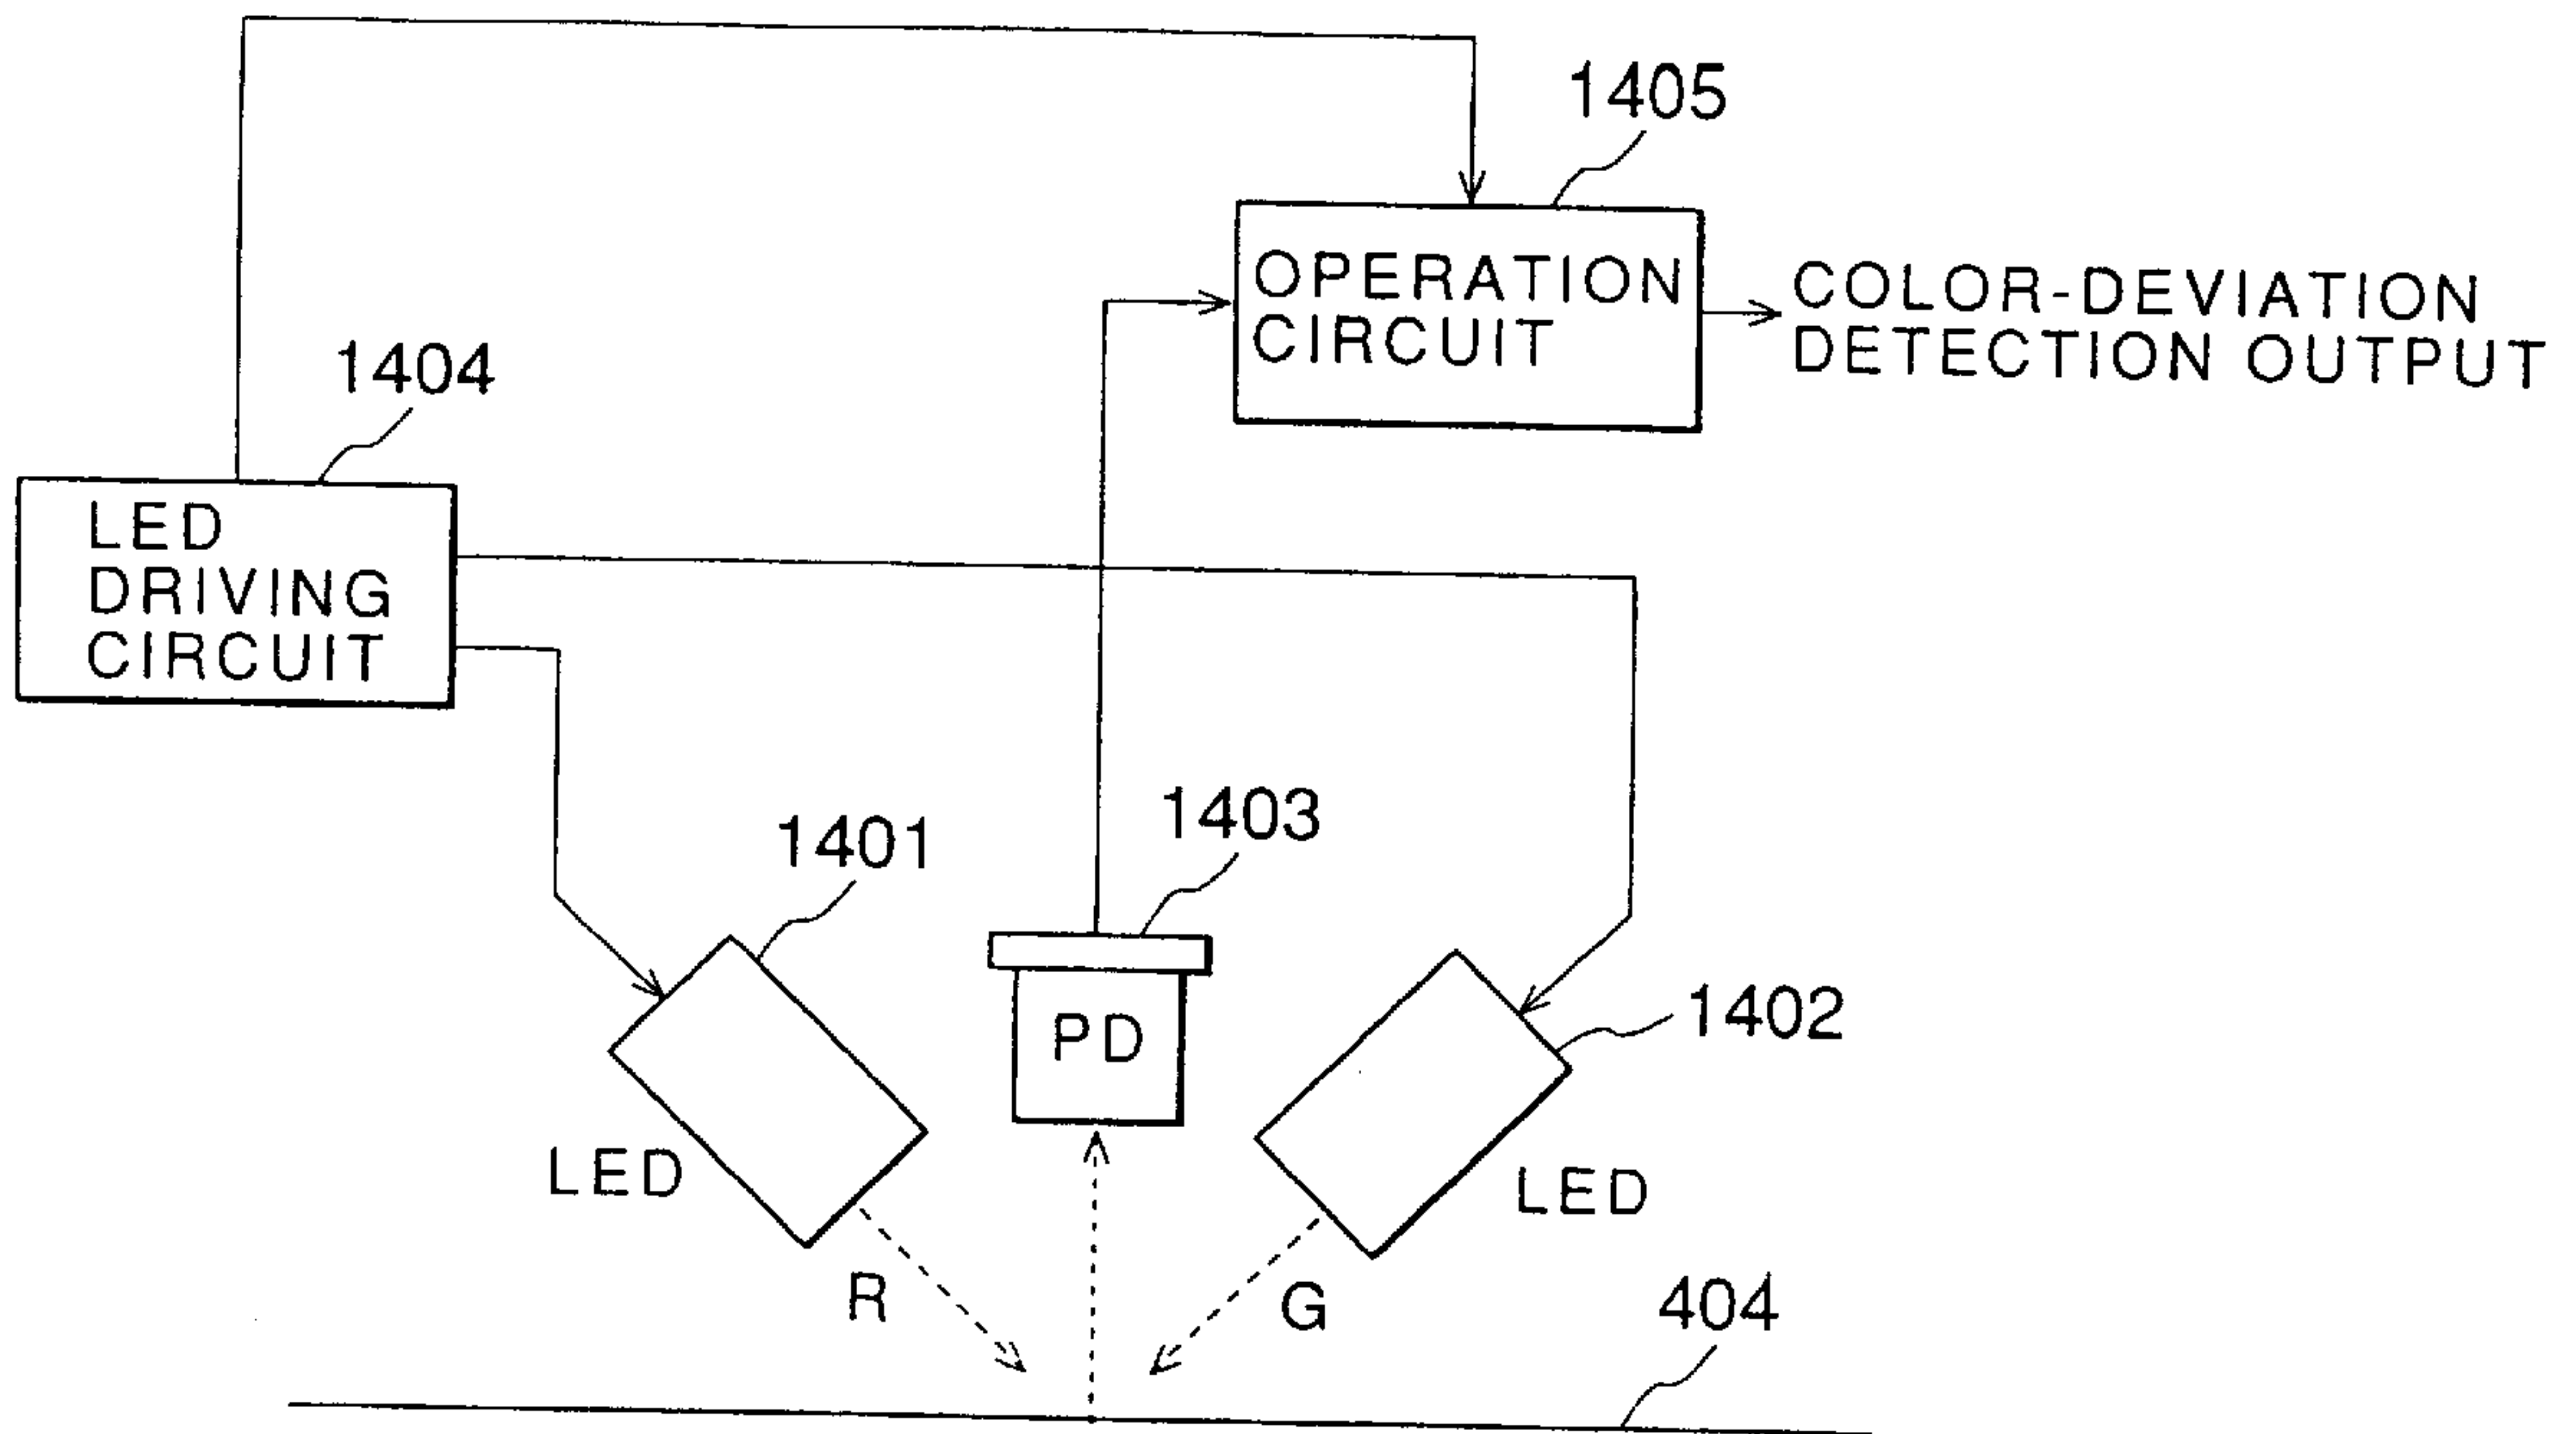 1405
OPERATION
CIRCUIT
COLOR-DEVIATION
DETECTION OUTPUT
1404
LED
DRIVING
CIRCUIT
1401
1403
PD
1402
LED
LED
R
G
404